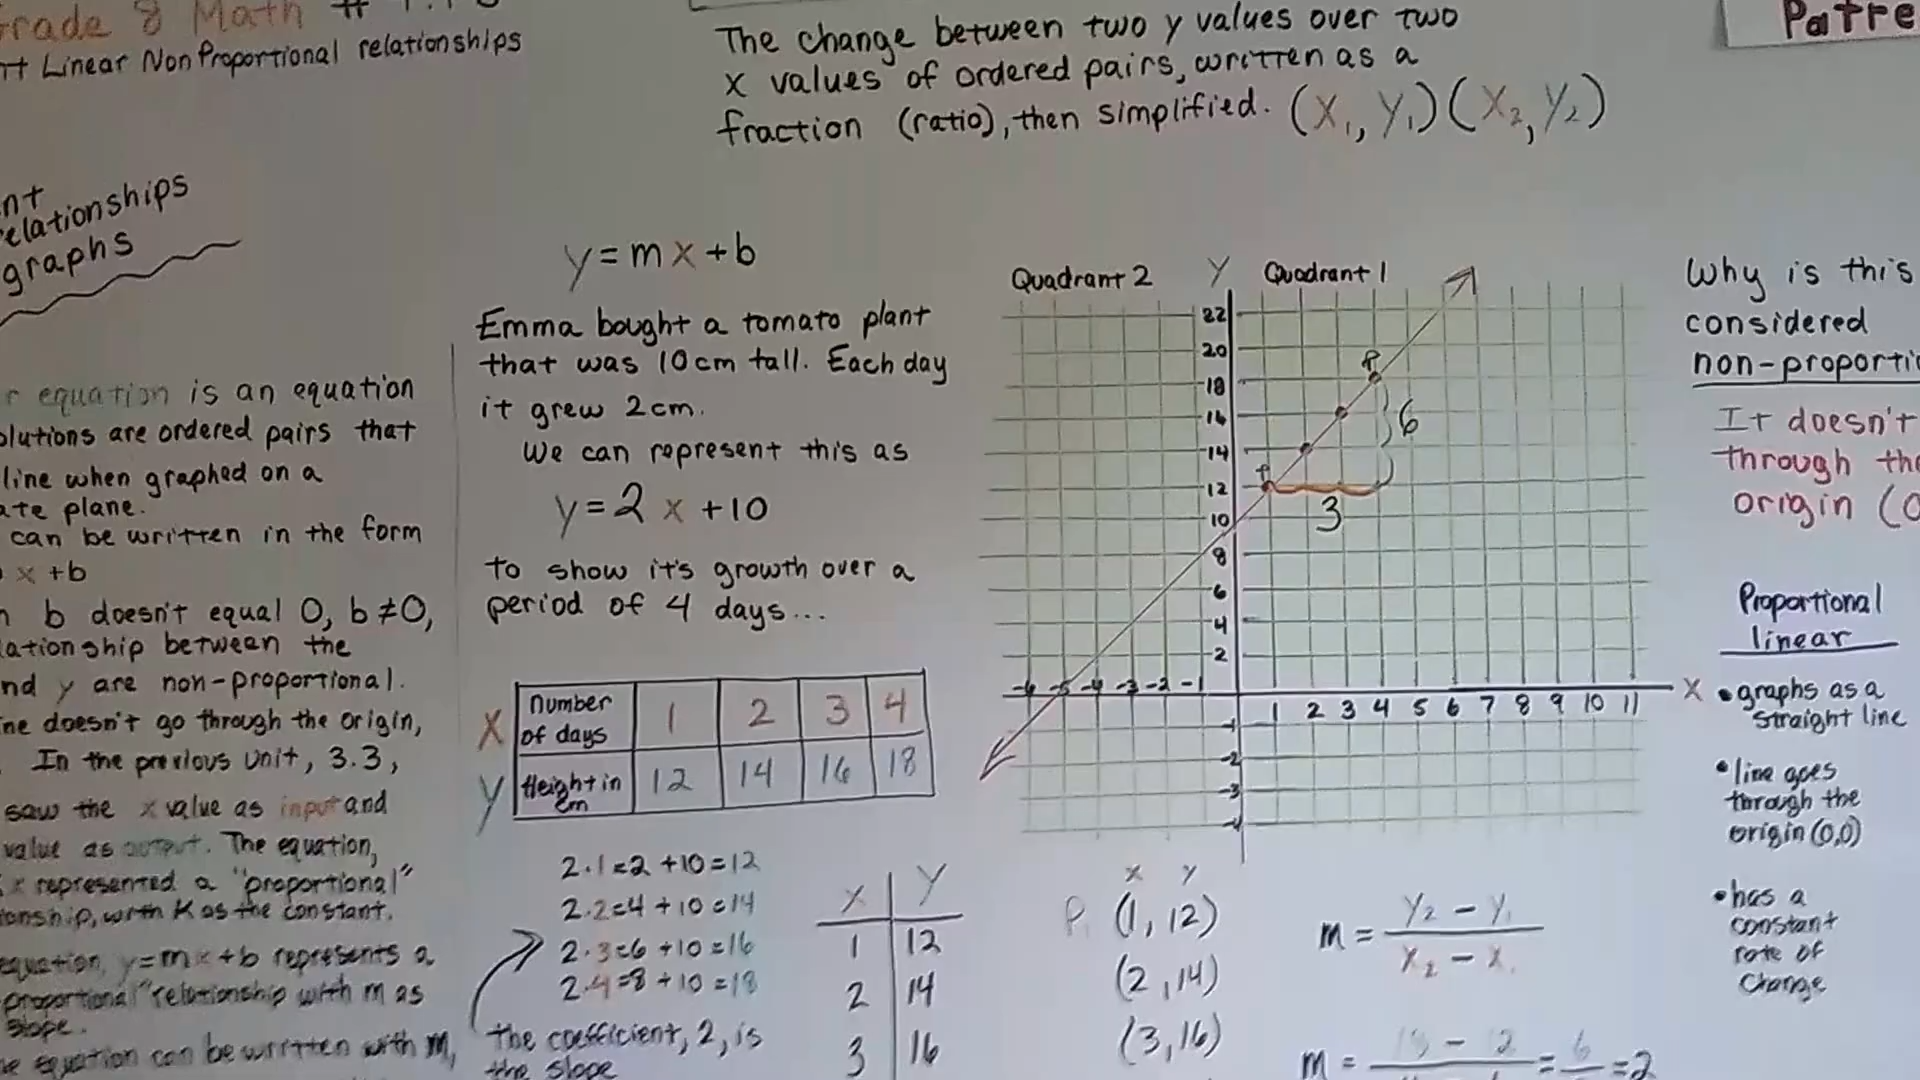 Grade 8 Math #
Linear NonProportional relationships
The change between two y values over two
x values of ordered pairs, written as a
fraction (ratio), then simplified. (x₁, y₁)(x₂, y₂)
relationships
graphs
equation is an equation
solutions are ordered pairs that
line when graphed on a
plane.
can be written in the form
x+b
b doesn't equal 0, b≠0,
between the
and y are non-proportional.
doesn't go through the origin,
In the previous unit, 3.3,
saw the x value as input and
value as output. The equation,
x represented a "proportional"
with K as the constant.
equation, y=mx+b represents a
proportional" relationship with m as
slope.
equation can be written with m,
y=mx+b
Emma bought a tomato plant
that was 10cm tall. Each day
it grew 2cm.
We can represent this as
y=2x+10
to show it's growth over a
period of 4 days...
X number of days 1 2 3 4
Y Height in cm 12 14 16 18
2·1=2+10=12
2·2=4+10=14
2·3=6+10=16
2·4=8+10=18
the coefficient, 2, is
the slope
X Y
1 12
2 14
3 16
Quadrant 2 Y Quadrant 1
22
20
18
16
14
12
10
8
6
4
2
6
3
-6 -5 -4 -3 -2 -1
1 2 3 4 5 6 7 8 9 10 11 X
-1
-2
-3
-4
x y
P₁ (1, 12)
(2, 14)
(3, 16)
m = y₂ - y₁
x₂ - x₁
m = 18 - 12 = 6 = 2
Why is this
considered
It doesn't
through the
origin
Proportional
linear
• graphs as a
straight line
• line goes
through the
origin (0,0)
• has a
constant
rate of
change